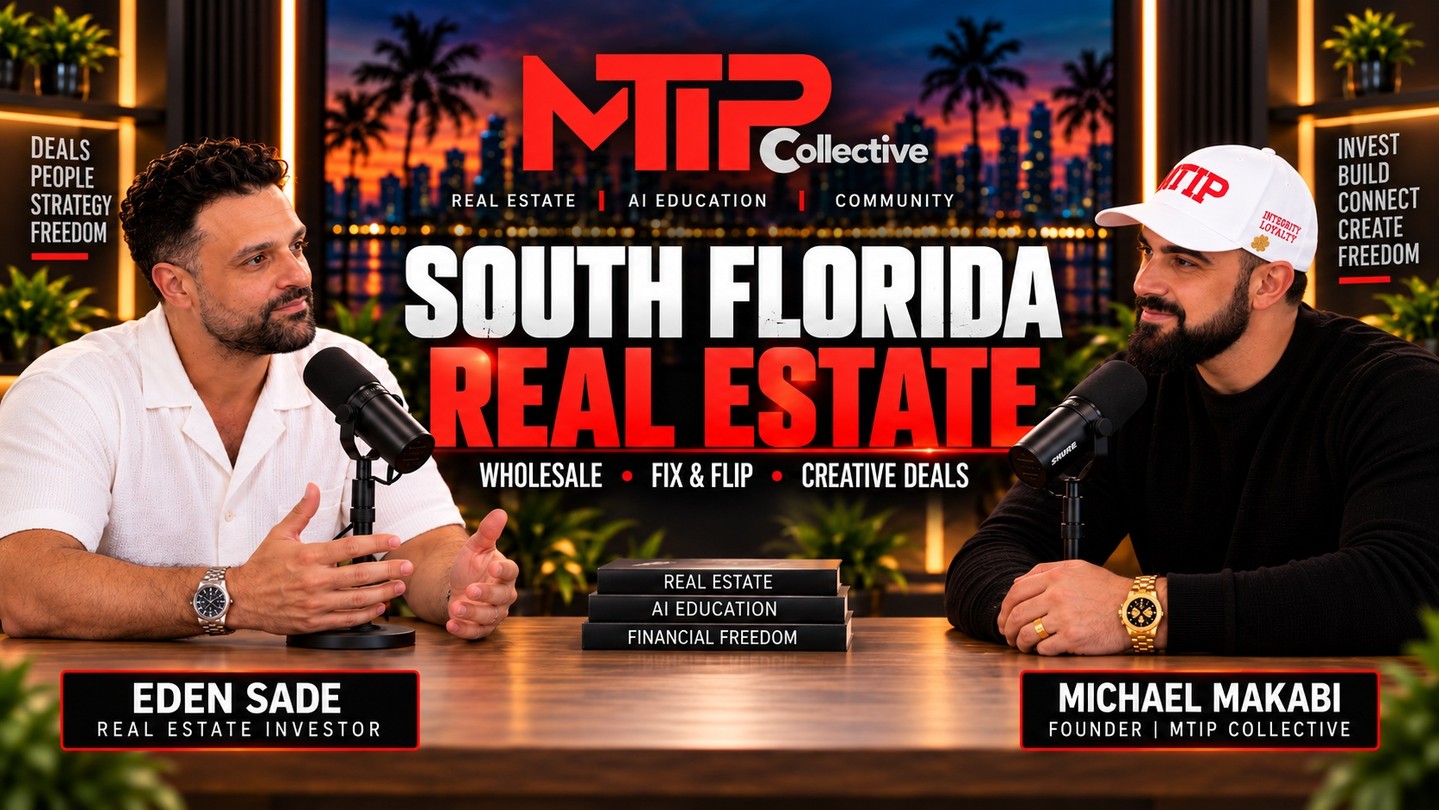 MTIP
Collective
REAL ESTATE | AI EDUCATION | COMMUNITY
DEALS
PEOPLE
STRATEGY
FREEDOM
INVEST
BUILD
CONNECT
CREATE
FREEDOM
MTIP
INTEGRITY
LOYALTY
SOUTH FLORIDA
REAL ESTATE
WHOLESALE • FIX & FLIP • CREATIVE DEALS
SHURE
REAL ESTATE
AI EDUCATION
FINANCIAL FREEDOM
EDEN SADE
REAL ESTATE INVESTOR
MICHAEL MAKABI
FOUNDER | MTIP COLLECTIVE